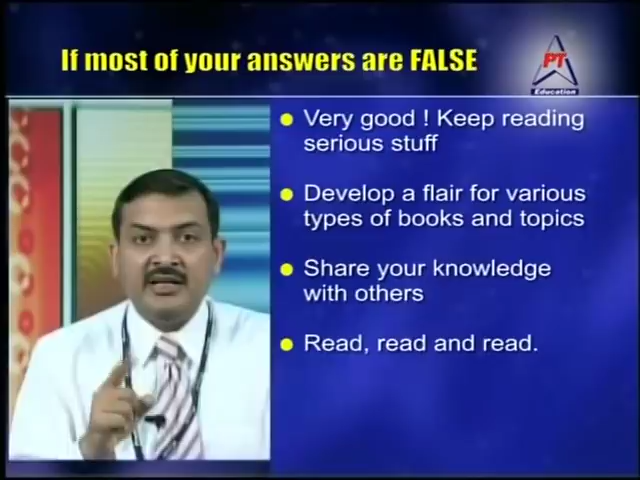 If most of your answers are FALSE
PT
Education
Very good ! Keep reading
serious stuff
Develop a flair for various
types of books and topics
Share your knowledge
with others
Read, read and read.